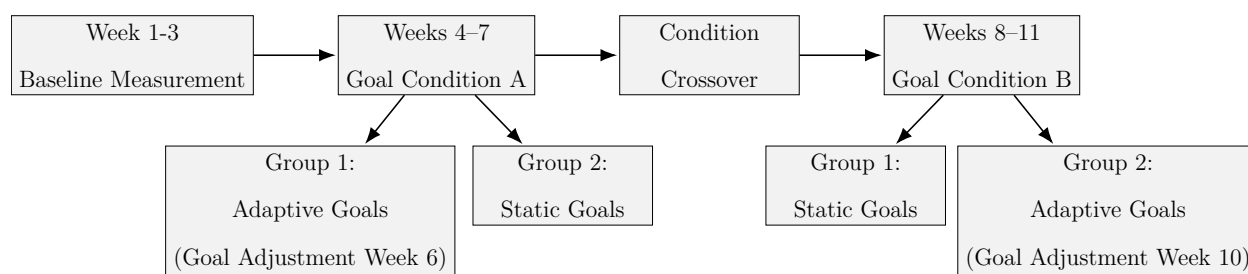 Week 1-3
Baseline Measurement
Weeks 4–7
Goal Condition A
Condition
Crossover
Weeks 8–11
Goal Condition B
Group 1:
Adaptive Goals
(Goal Adjustment Week 6)
Group 2:
Static Goals
Group 1:
Static Goals
Group 2:
Adaptive Goals
(Goal Adjustment Week 10)